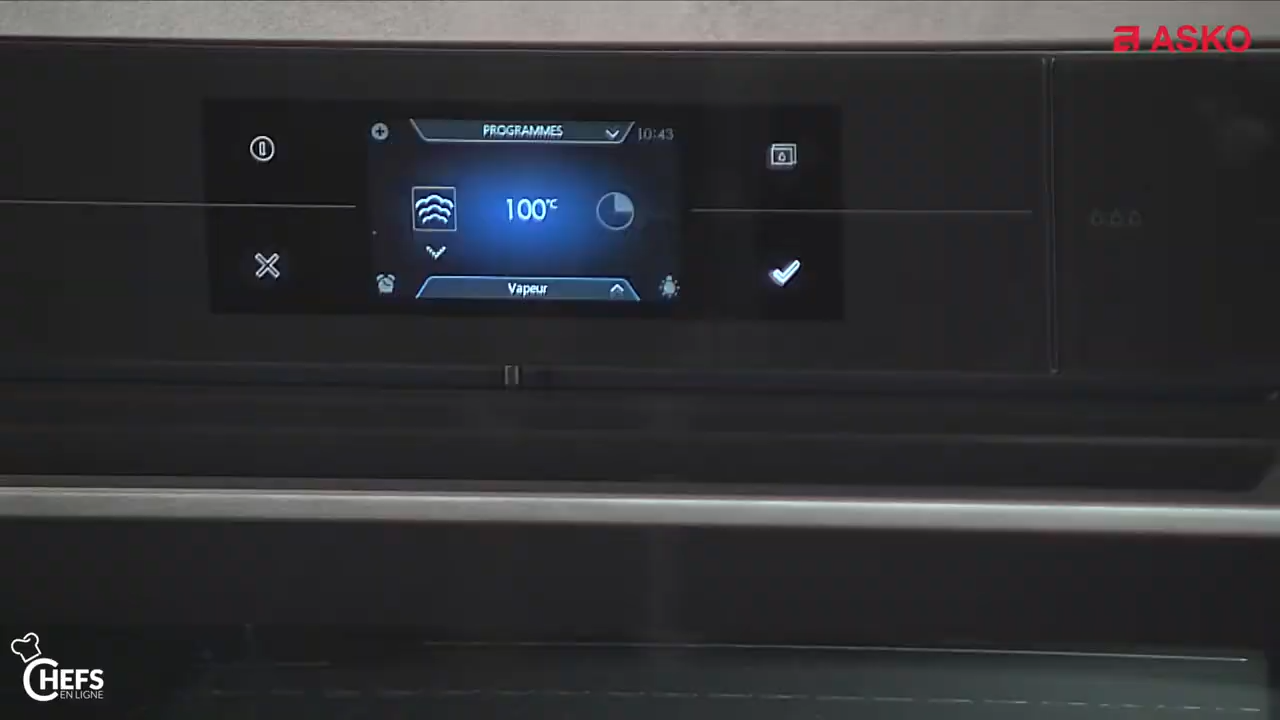 ASKO
PROGRAMMES
10:43
100°C
Vapeur
CHEFS
EN LIGNE